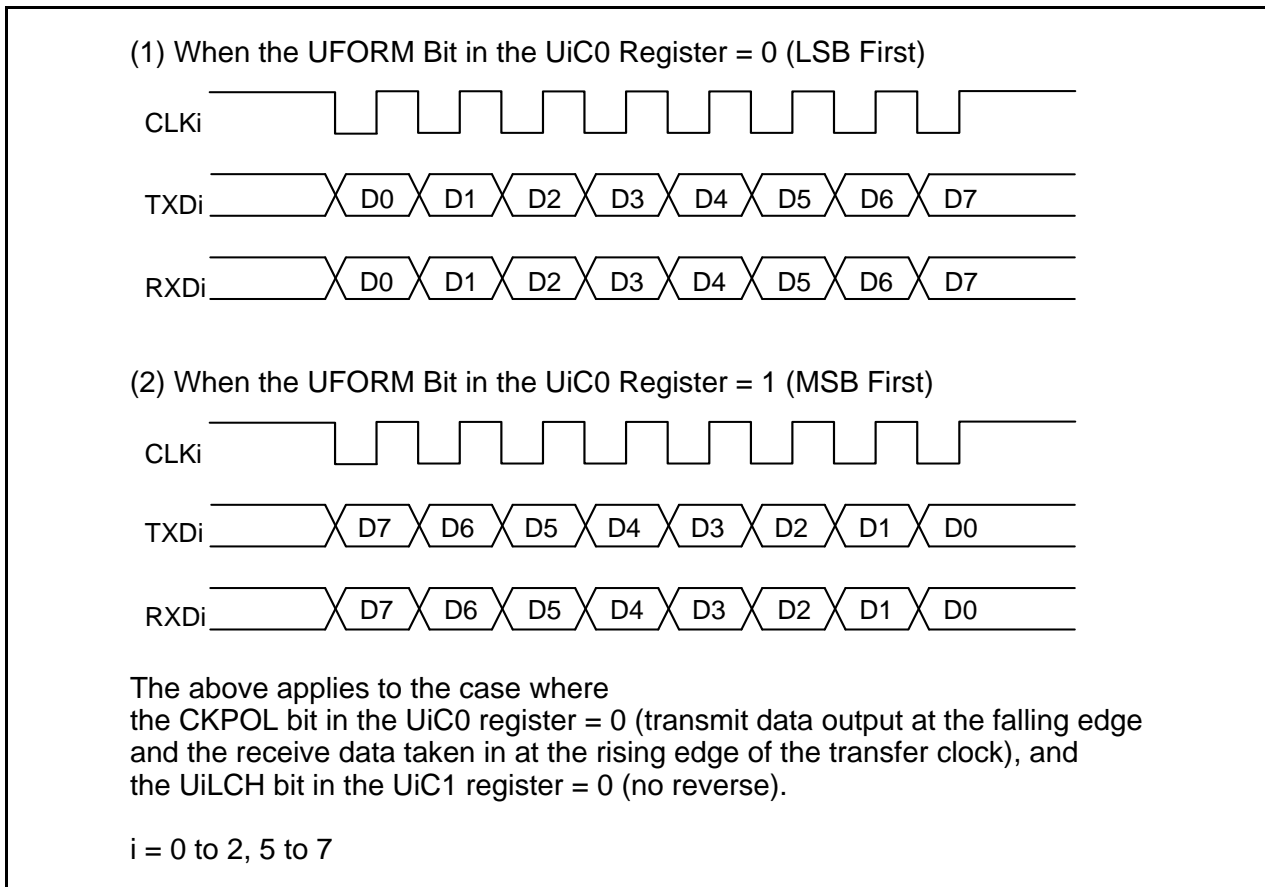 (1) When the UFORM Bit in the UiC0 Register = 0 (LSB First)
CLKi
TXDi D0 D1 D2 D3 D4 D5 D6 D7
RXDi D0 D1 D2 D3 D4 D5 D6 D7
(2) When the UFORM Bit in the UiC0 Register = 1 (MSB First)
CLKi
TXDi D7 D6 D5 D4 D3 D2 D1 D0
RXDi D7 D6 D5 D4 D3 D2 D1 D0
The above applies to the case where
the CKPOL bit in the UiC0 register = 0 (transmit data output at the falling edge
and the receive data taken in at the rising edge of the transfer clock), and
the UiLCH bit in the UiC1 register = 0 (no reverse).
i = 0 to 2, 5 to 7